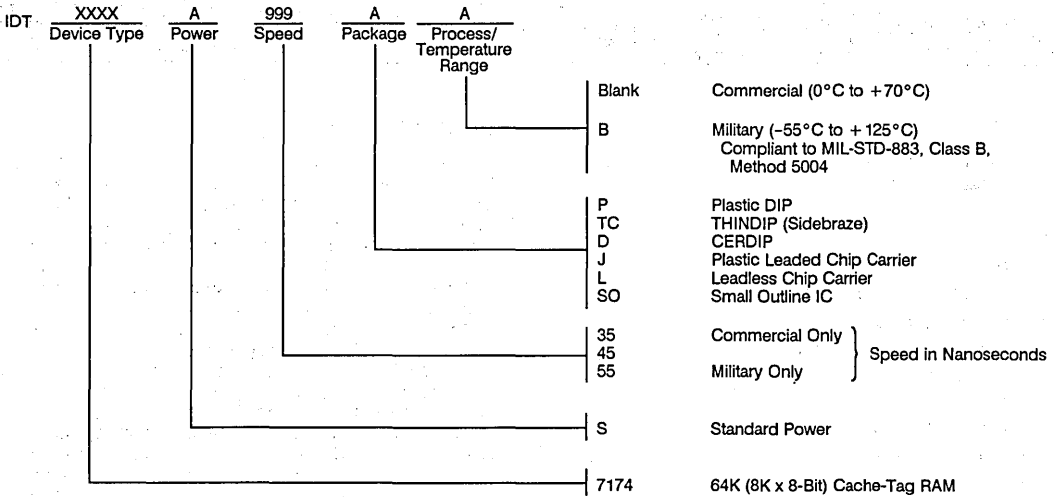 IDT XXXX A 999 A A
Device Type Power Speed Package Process/
Temperature
Range
Blank Commercial (0°C to +70°C)
B Military (–55°C to + 125°C)
Compliant to MIL-STD-883, Class B,
Method 5004
P Plastic DIP
TC THINDIP (Sidebraze)
D CERDIP
J Plastic Leaded Chip Carrier
L Leadless Chip Carrier
SO Small Outline IC
35 Commercial Only
45 Speed in Nanoseconds
55 Military Only
S Standard Power
7174 64K (8K x 8-Bit) Cache-Tag RAM